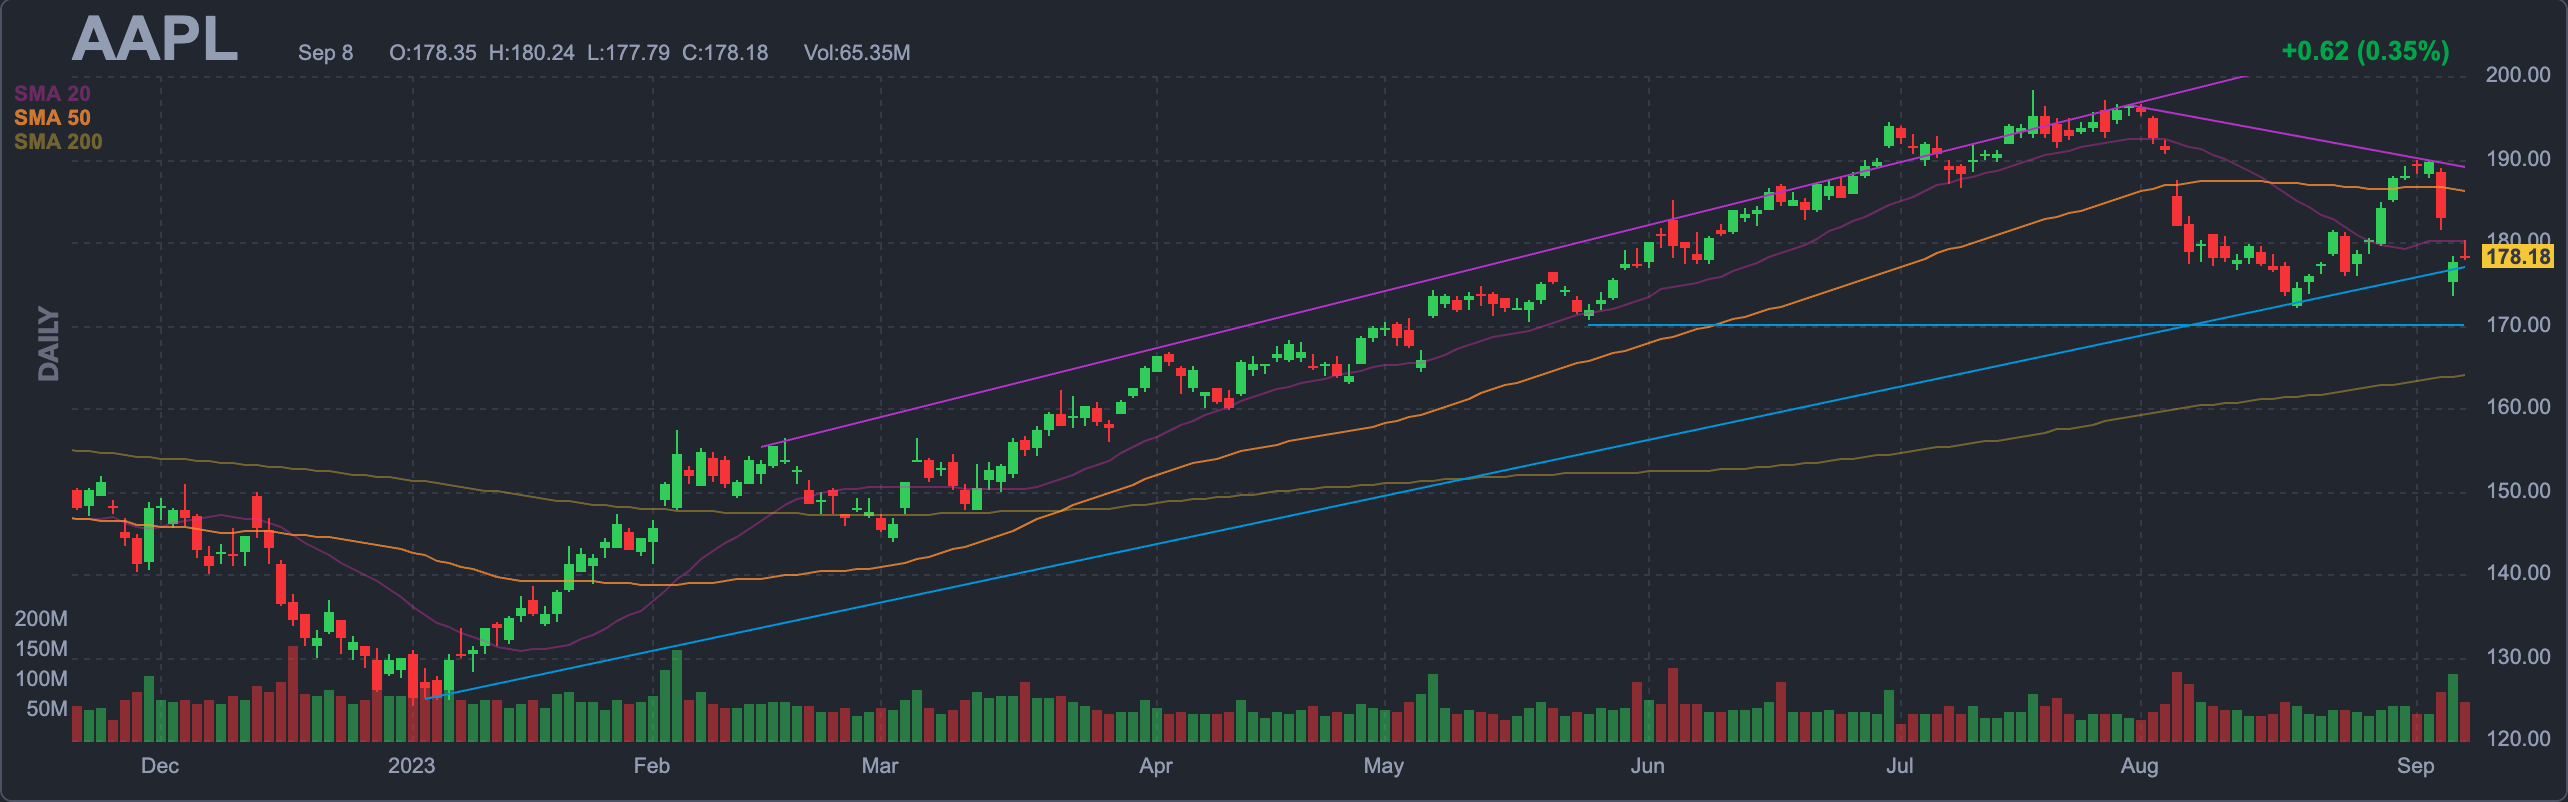 AAPL Sep 8 O:178.35 H:180.24 L:177.79 C:178.18 Vol:65.35M +0.62 (0.35%)
200.00
SMA 20
SMA 50
SMA 200
190.00
180.00
178.18
170.00
DAILY
160.00
150.00
140.00
200M
150M
130.00
100M
50M
120.00
Dec 2023 Feb Mar Apr May Jun Jul Aug Sep